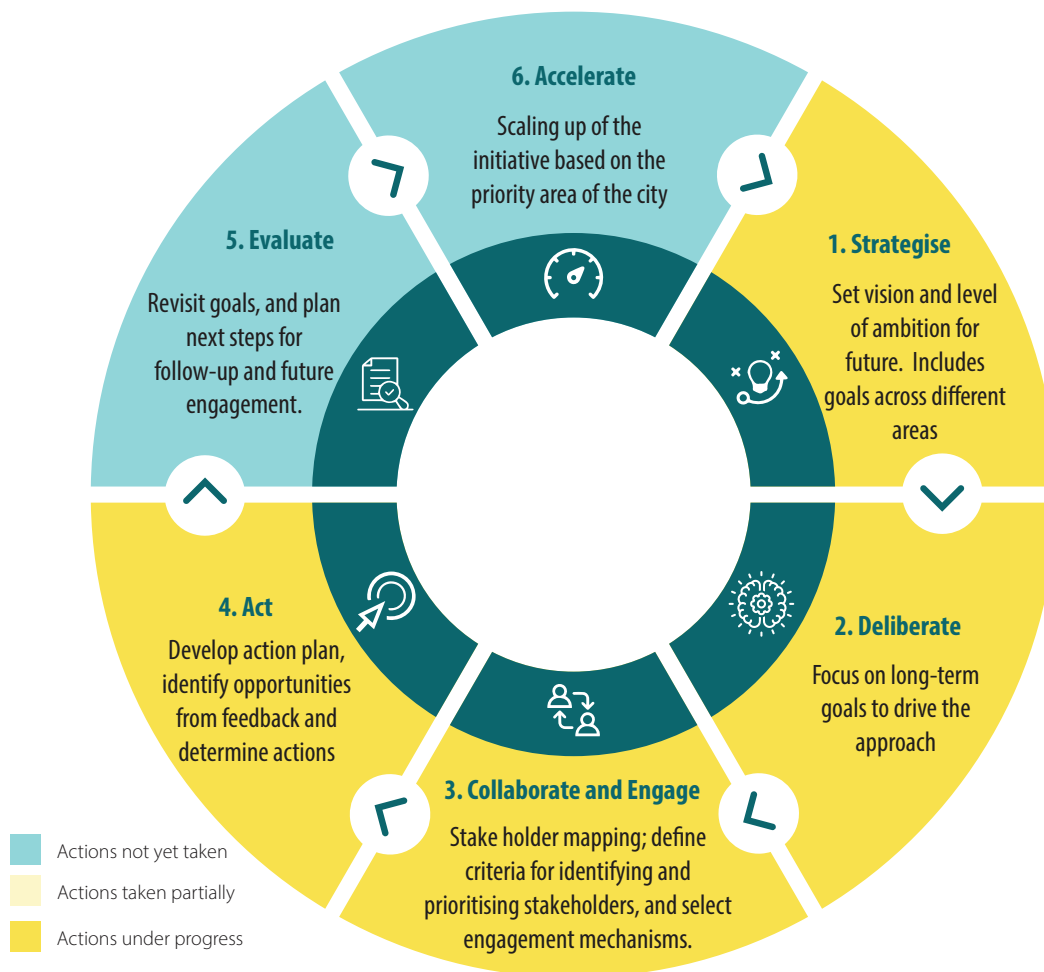 6. Accelerate
Scaling up of the
initiative based on the
priority area of the city
1. Strategise
Set vision and level
of ambition for
future. Includes
goals across different
areas
2. Deliberate
Focus on long-term
goals to drive the
approach
3. Collaborate and Engage
Stake holder mapping; define
criteria for identifying and
prioritising stakeholders, and select
engagement mechanisms.
4. Act
Develop action plan,
identify opportunities
from feedback and
determine actions
5. Evaluate
Revisit goals, and plan
next steps for
follow-up and future
engagement.
Actions not yet taken
Actions taken partially
Actions under progress